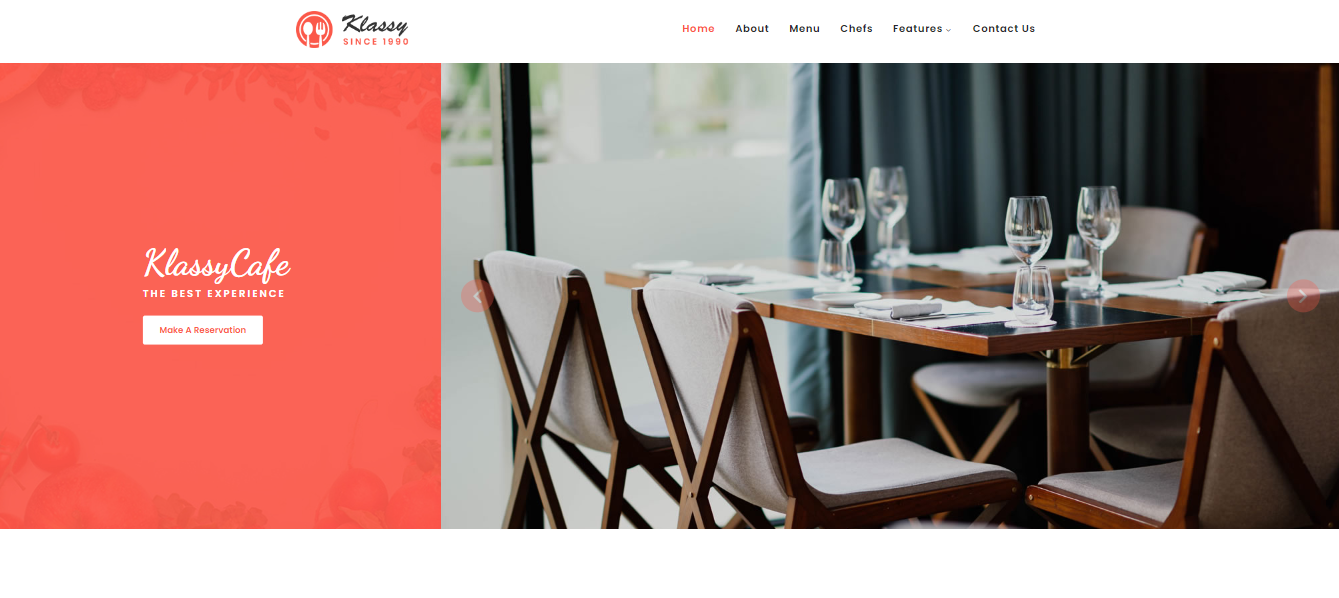 Klassy
SINCE 1990
Home About Menu Chefs Features Contact Us
KlassyCafe
THE BEST EXPERIENCE
Make A Reservation